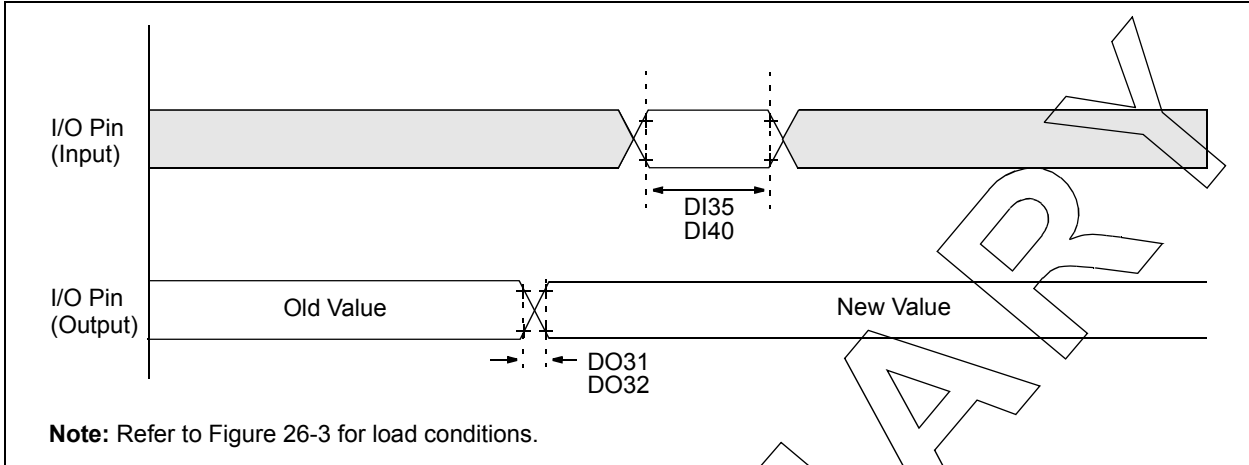 I/O Pin
(Input)
DI35
DI40
I/O Pin
(Output)
Old Value
New Value
DO31
DO32
Note: Refer to Figure 26-3 for load conditions.
A R Y